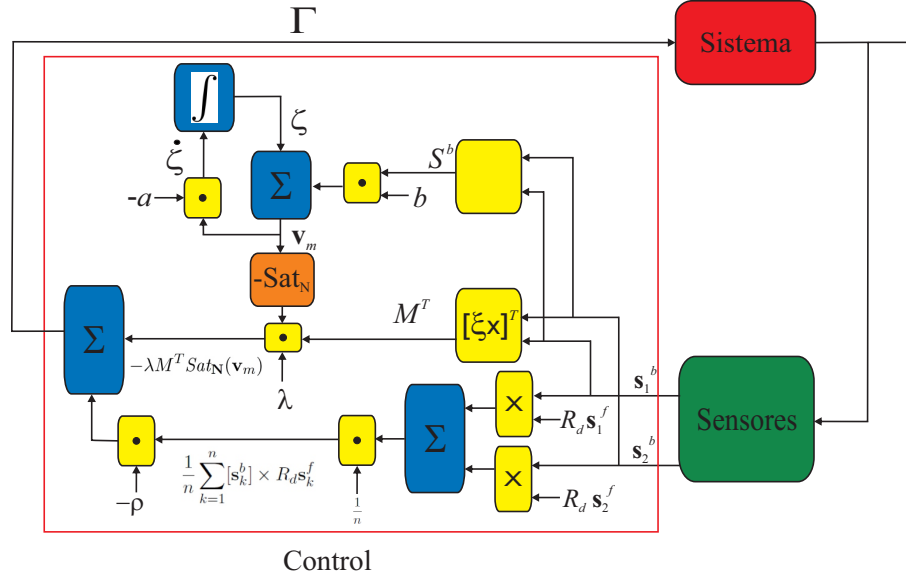 Γ
Sistema
∫
ζ
ζ̇
S^b
-a
•
Σ
•
b
v_m
-Sat_N
M^T
[ξx]^T
•
Σ
-λM^T Sat_N(v_m)
λ
s_1^b
×
R_d s_1^f
Sensores
Σ
s_2^b
•
•
×
1/n Σ_{k=1}^{n} [s_k^b] × R_d s_k^f
R_d s_2^f
-ρ
1/n
Control